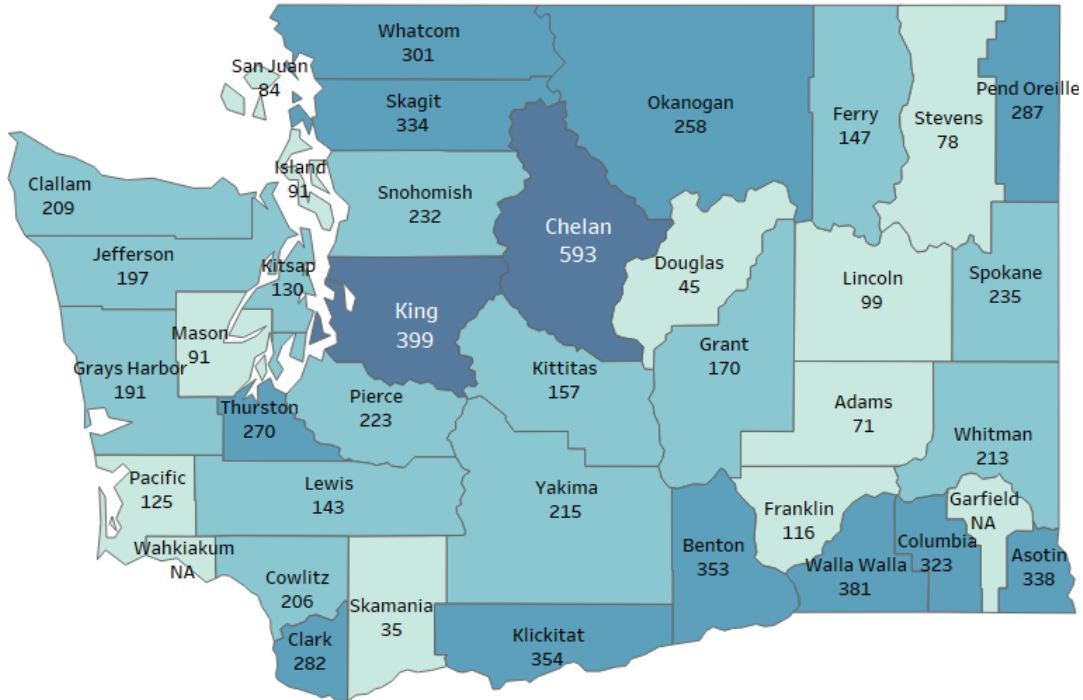 Whatcom
301
San Juan
84
Skagit
334
Okanogan
258
Ferry
147
Stevens
78
Pend Oreille
287
Clallam
209
Island
91
Snohomish
232
Chelan
593
Jefferson
197
Kitsap
130
Douglas
45
Lincoln
99
Spokane
235
King
399
Mason
91
Grays Harbor
191
Grant
170
Kittitas
157
Thurston
270
Pierce
223
Adams
71
Whitman
213
Pacific
125
Lewis
143
Yakima
215
Franklin
116
Garfield
NA
Wahkiakum
NA
Benton
353
Columbia
323
Walla Walla
381
Asotin
338
Cowlitz
206
Skamania
35
Clark
282
Klickitat
354